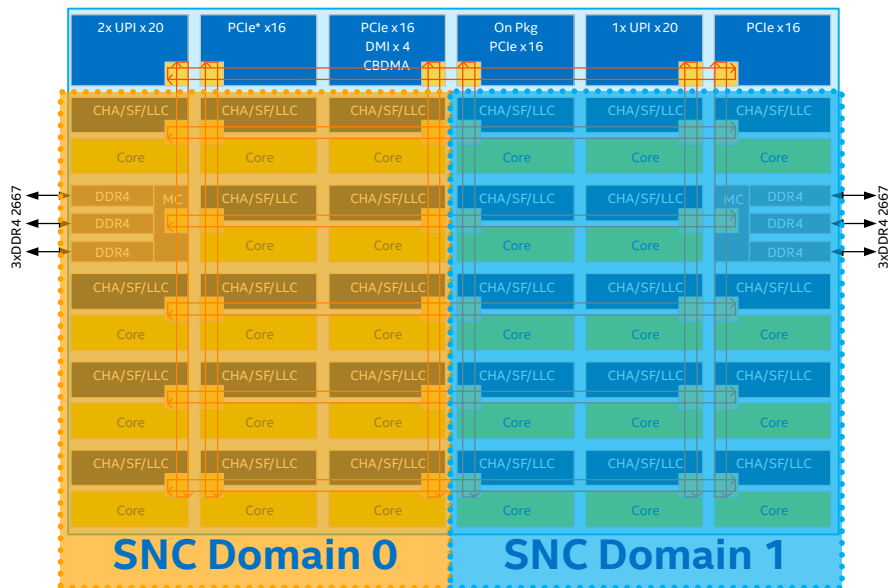 2x UPI x 20
PCIe* x16
PCIe x 16
DMI x 4
CBDMA
On Pkg
PCIe x 16
1x UPI x 20
PCIe x 16
CHA/SF/LLC
CHA/SF/LLC
CHA/SF/LLC
CHA/SF/LLC
CHA/SF/LLC
CHA/SF/LLC
Core
Core
Core
Core
Core
Core
3xDDR4 2667
DDR4
DDR4
DDR4
MC
CHA/SF/LLC
CHA/SF/LLC
CHA/SF/LLC
CHA/SF/LLC
MC
DDR4
DDR4
DDR4
3xDDR4 2667
Core
Core
Core
Core
CHA/SF/LLC
CHA/SF/LLC
CHA/SF/LLC
CHA/SF/LLC
CHA/SF/LLC
CHA/SF/LLC
Core
Core
Core
Core
Core
Core
CHA/SF/LLC
CHA/SF/LLC
CHA/SF/LLC
CHA/SF/LLC
CHA/SF/LLC
CHA/SF/LLC
Core
Core
Core
Core
Core
Core
CHA/SF/LLC
CHA/SF/LLC
CHA/SF/LLC
CHA/SF/LLC
CHA/SF/LLC
CHA/SF/LLC
Core
Core
Core
Core
Core
Core
SNC Domain 0
SNC Domain 1